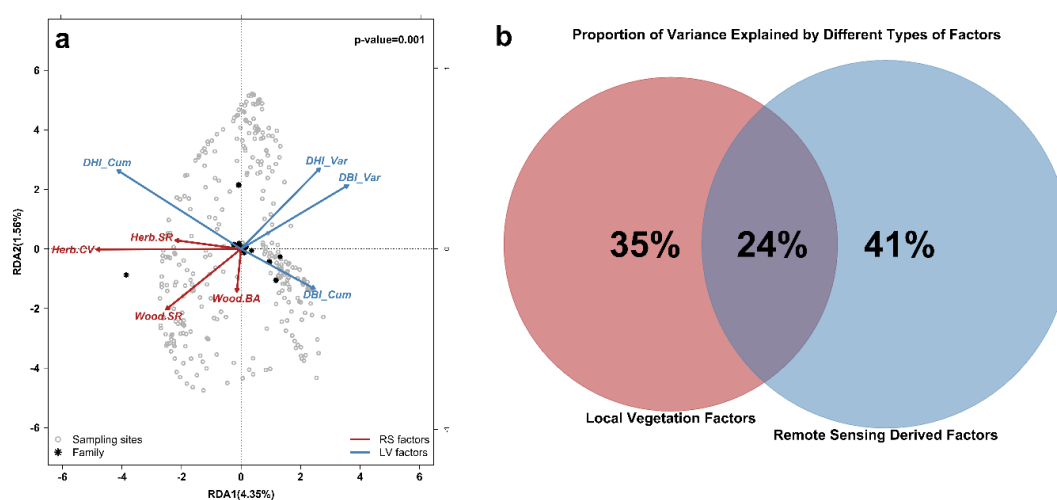 a
p-value=0.001
RDA2(1.56%)
6
4
2
0
-2
-4
-6
1
0
-1
DHI_Cum
DHI_Var
DBI_Var
Herb.SR
Herb.CV
Wood.BA
DBI_Cum
Wood.SR
Sampling sites
Family
RS factors
LV factors
-6
-4
-2
0
2
4
6
RDA1(4.35%)
b
Proportion of Variance Explained by Different Types of Factors
35%
24%
41%
Local Vegetation Factors
Remote Sensing Derived Factors